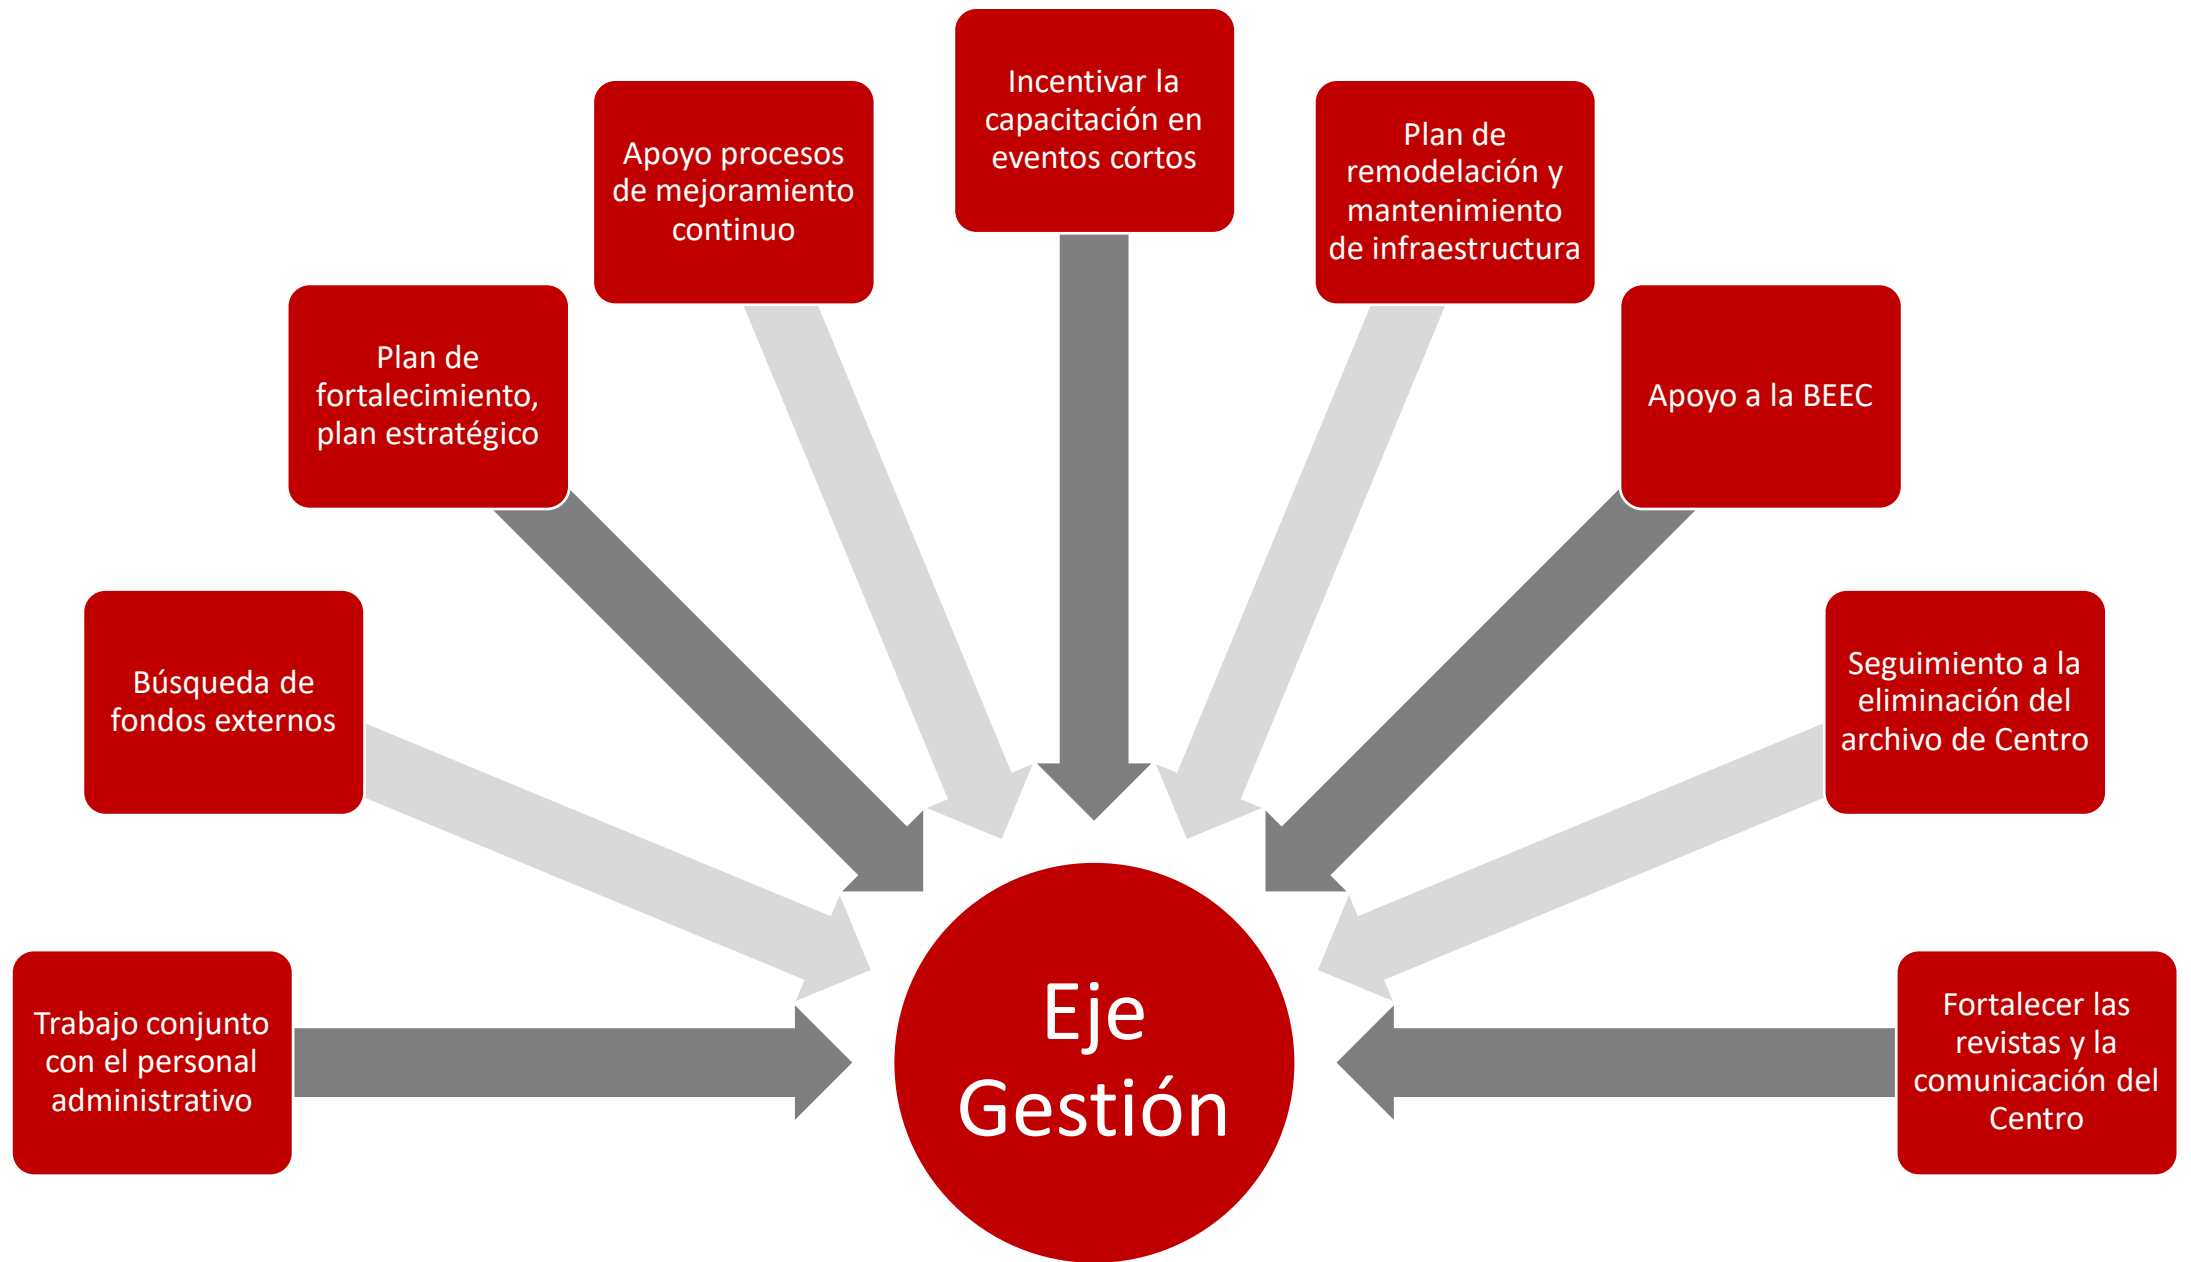 Incentivar la
capacitación en
eventos cortos
Apoyo procesos
de mejoramiento
continuo
Plan de
remodelación y
mantenimiento
de infraestructura
Plan de
fortalecimiento,
plan estratégico
Apoyo a la BEEC
Búsqueda de
fondos externos
Seguimiento a la
eliminación del
archivo de Centro
Trabajo conjunto
con el personal
administrativo
Eje
Gestión
Fortalecer las
revistas y la
comunicación del
Centro